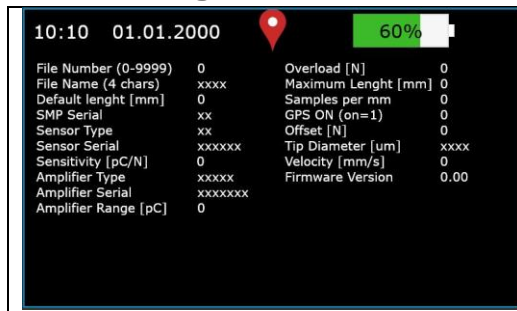 10:10 01.01.2000 60%
File Number (0-9999) 0
File Name (4 chars) xxxx
Default lenght [mm] 0
SMP Serial xx
Sensor Type xx
Sensor Serial xxxxxx
Sensitivity [pC/N] 0
Amplifier Type xxxxx
Amplifier Serial xxxxxxx
Amplifier Range [pC] 0
Overload [N] 0
Maximum Lenght [mm] 0
Samples per mm 0
GPS ON (on=1) 0
Offset [N] 0
Tip Diameter [um] xxxx
Velocity [mm/s] 0
Firmware Version 0.00